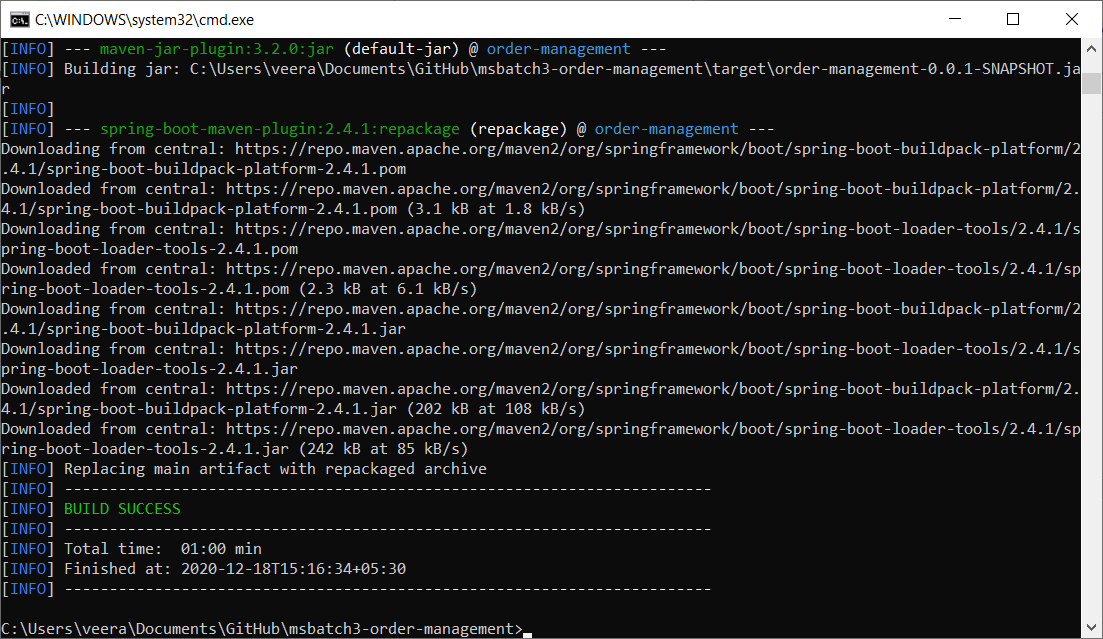 C:\WINDOWS\system32\cmd.exe
[INFO] --- maven-jar-plugin:3.2.0:jar (default-jar) @ order-management ---
[INFO] Building jar: C:\Users\veera\Documents\GitHub\msbatch3-order-management\target\order-management-0.0.1-SNAPSHOT.ja
r
[INFO]
[INFO] --- spring-boot-maven-plugin:2.4.1:repackage (repackage) @ order-management ---
Downloading from central: https://repo.maven.apache.org/maven2/org/springframework/boot/spring-boot-buildpack-platform/2
.4.1/spring-boot-buildpack-platform-2.4.1.pom
Downloaded from central: https://repo.maven.apache.org/maven2/org/springframework/boot/spring-boot-buildpack-platform/2.
4.1/spring-boot-buildpack-platform-2.4.1.pom (3.1 kB at 1.8 kB/s)
Downloading from central: https://repo.maven.apache.org/maven2/org/springframework/boot/spring-boot-loader-tools/2.4.1/s
pring-boot-loader-tools-2.4.1.pom
Downloaded from central: https://repo.maven.apache.org/maven2/org/springframework/boot/spring-boot-loader-tools/2.4.1/sp
ring-boot-loader-tools-2.4.1.pom (2.3 kB at 6.1 kB/s)
Downloading from central: https://repo.maven.apache.org/maven2/org/springframework/boot/spring-boot-buildpack-platform/2
.4.1/spring-boot-buildpack-platform-2.4.1.jar
Downloading from central: https://repo.maven.apache.org/maven2/org/springframework/boot/spring-boot-loader-tools/2.4.1/s
pring-boot-loader-tools-2.4.1.jar
Downloaded from central: https://repo.maven.apache.org/maven2/org/springframework/boot/spring-boot-buildpack-platform/2.
4.1/spring-boot-buildpack-platform-2.4.1.jar (202 kB at 108 kB/s)
Downloaded from central: https://repo.maven.apache.org/maven2/org/springframework/boot/spring-boot-loader-tools/2.4.1/sp
ring-boot-loader-tools-2.4.1.jar (242 kB at 85 kB/s)
[INFO] Replacing main artifact with repackaged archive
[INFO] ------------------------------------------------------------------------
[INFO] BUILD SUCCESS
[INFO] ------------------------------------------------------------------------
[INFO] Total time:  01:00 min
[INFO] Finished at: 2020-12-18T15:16:34+05:30
[INFO] ------------------------------------------------------------------------
C:\Users\veera\Documents\GitHub\msbatch3-order-management>